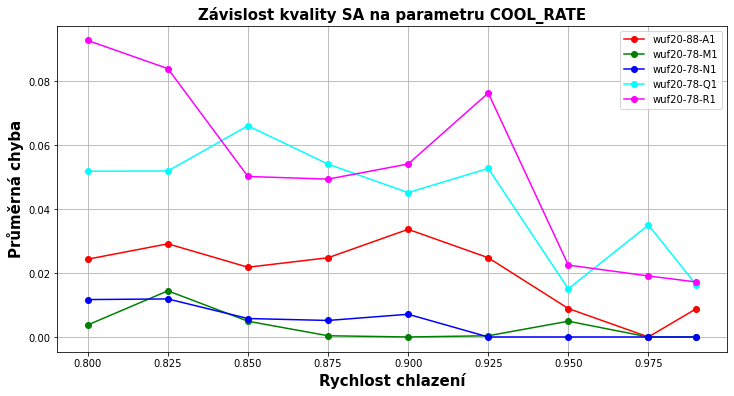 Závislost kvality SA na parametru COOL_RATE
wuf20-88-A1
wuf20-78-M1
wuf20-78-N1
wuf20-78-Q1
wuf20-78-R1
Průměrná chyba
0.08
0.06
0.04
0.02
0.00
0.800 0.825 0.850 0.875 0.900 0.925 0.950 0.975
Rychlost chlazení